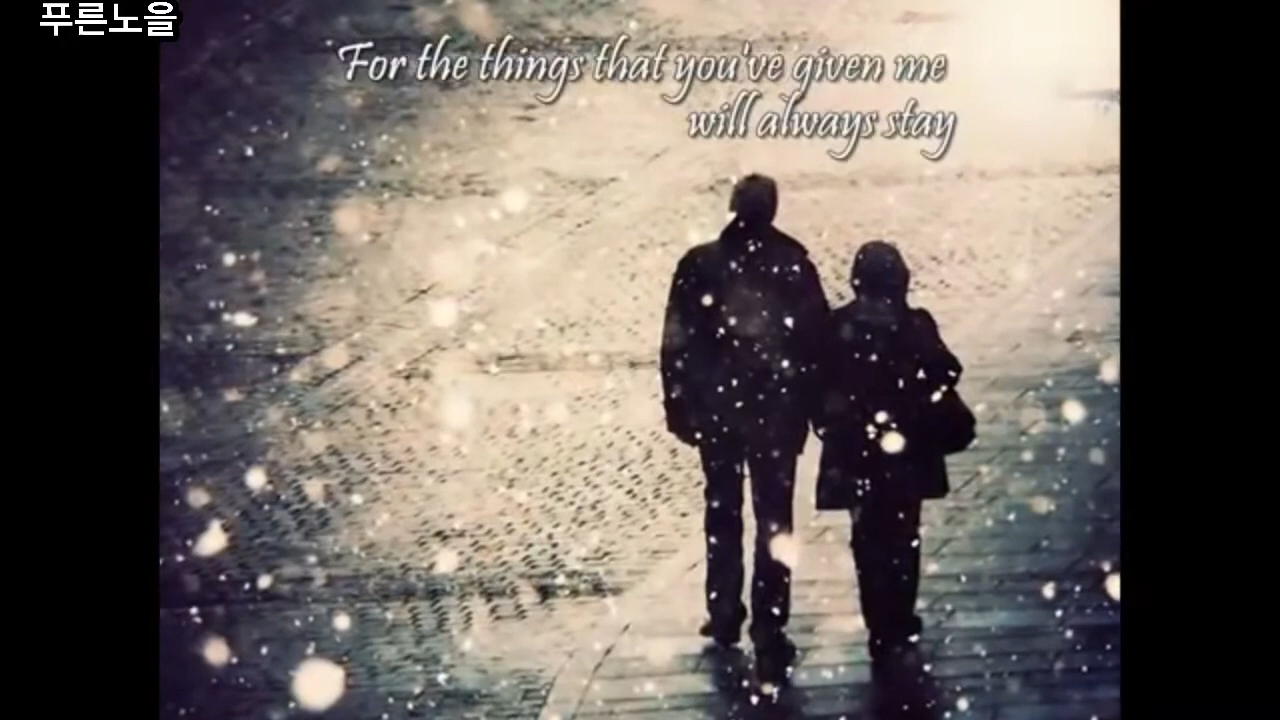 푸른노을
For the things that you've given me
will always stay